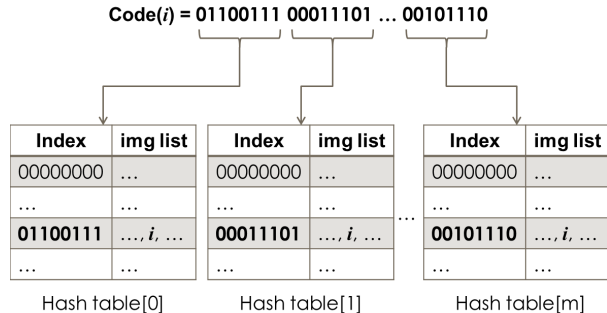 Code(i) = 01100111 00011101 … 00101110
Index img list
00000000 …
… …
01100111 …, i, …
… …
Hash table[0]
Index img list
00000000 …
… …
00011101 …, i, …
… …
Hash table[1]
…
Index img list
00000000 …
… …
00101110 …, i, …
… …
Hash table[m]